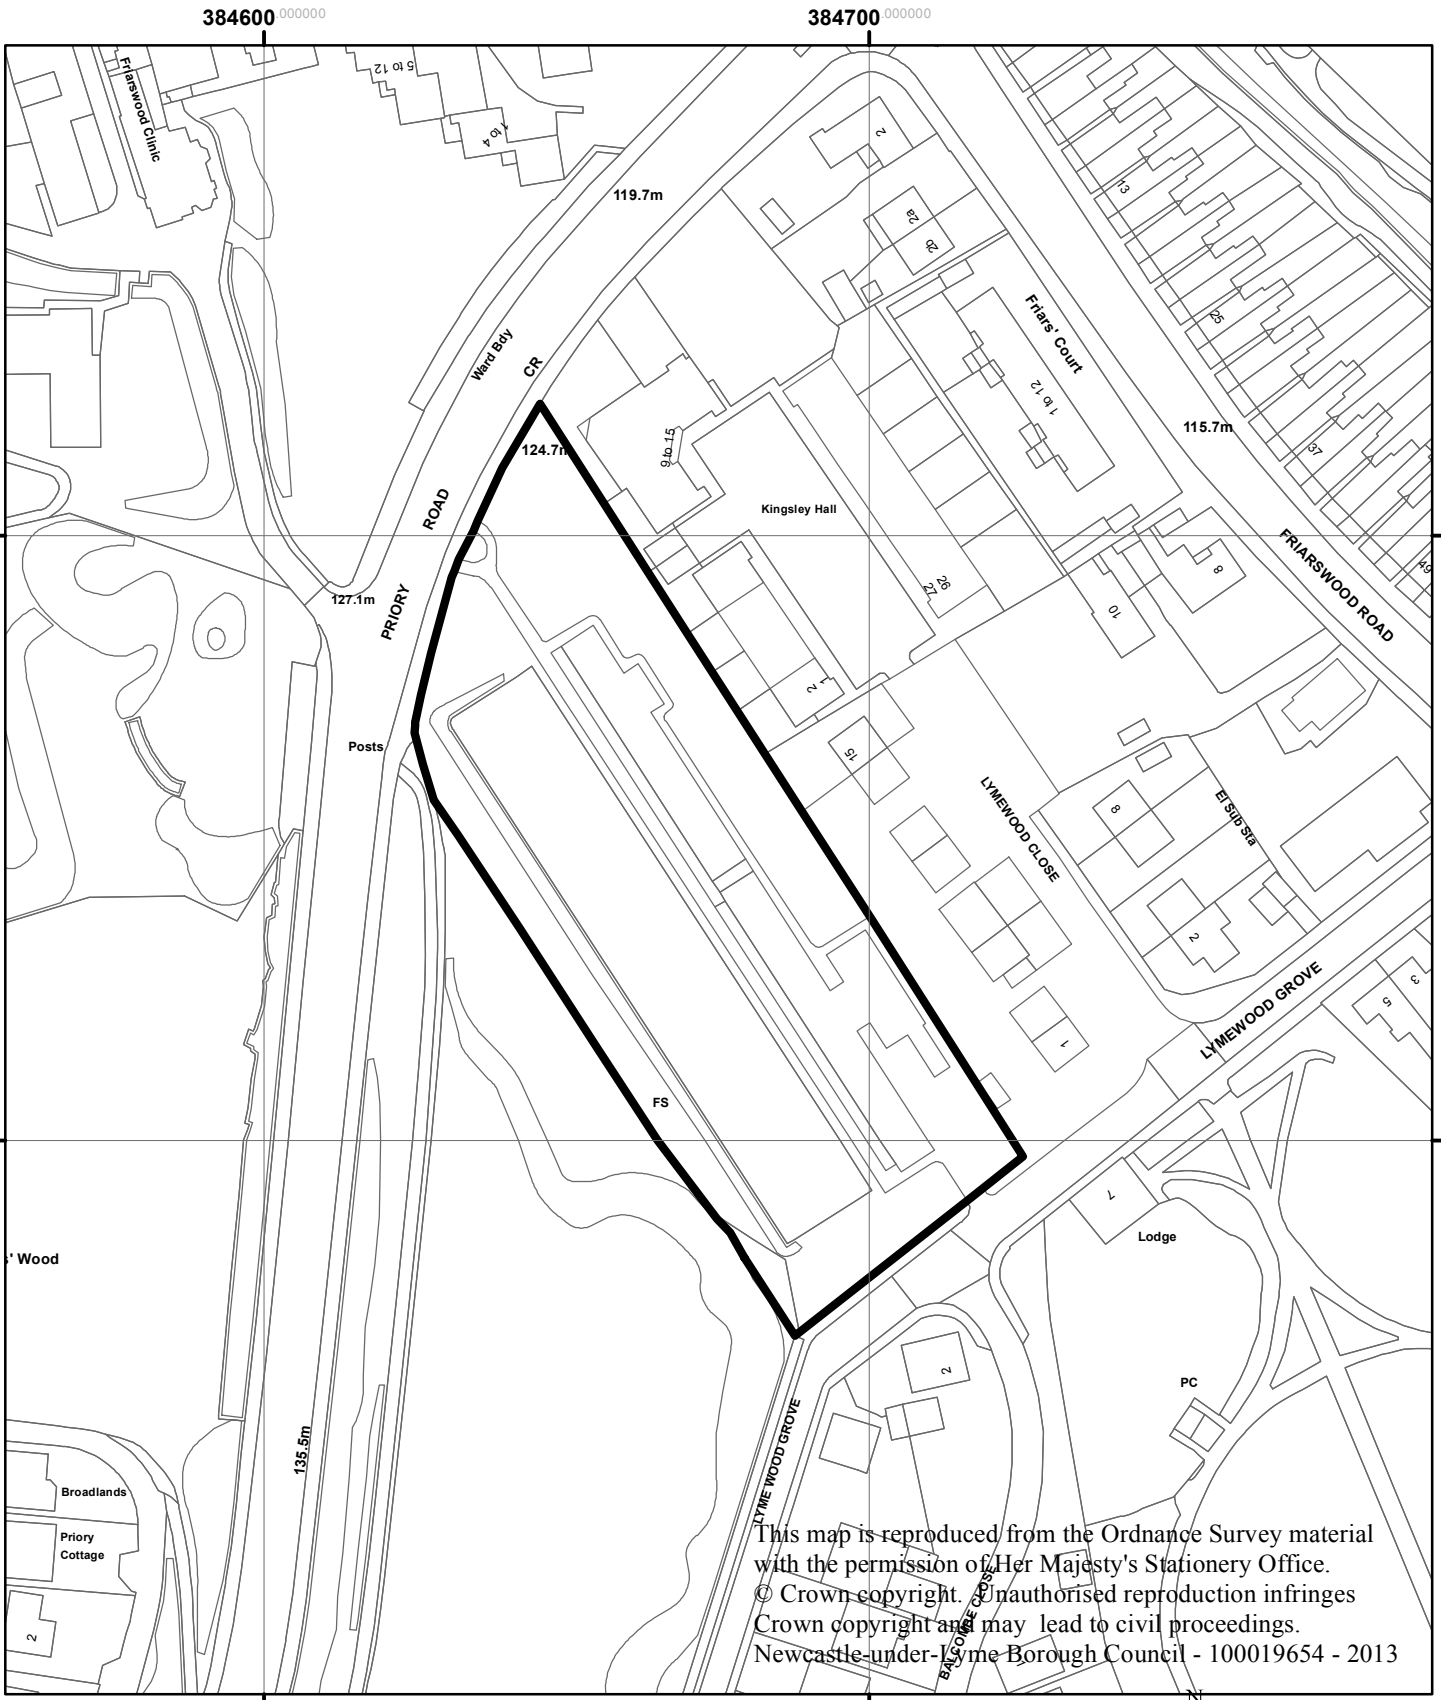 384600.000000
384700.000000
Friarswood Clinic
5 to 12
1 to 4
119.7m
2
2a
2b
13
25
Friars' Court
1 to 12
Ward Bdy
CR
115.7m
37
124.7m
9 to 15
Kingsley Hall
ROAD
FRIARSWOOD ROAD
49
26
27
8
10
127.1m
PRIORY
1
2
Posts
15
LYMEWOOD CLOSE
8
El Sub Sta
2
LYMEWOOD GROVE
3
5
1
FS
7
Lodge
s' Wood
2
PC
135.5m
LYME WOOD GROVE
Broadlands
Priory
Cottage
2
BALCOMBE CLOSE
This map is reproduced from the Ordnance Survey material
with the permission of Her Majesty's Stationery Office.
© Crown copyright. Unauthorised reproduction infringes
Crown copyright and may lead to civil proceedings.
Newcastle-under-Lyme Borough Council - 100019654 - 2013
N